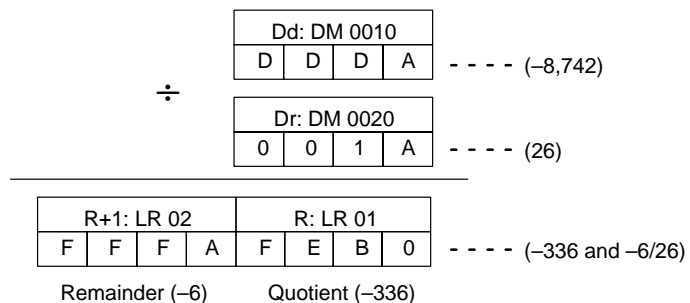 Dd: DM 0010
D D D A - - - - (–8,742)
÷
Dr: DM 0020
0 0 1 A - - - - (26)
R+1: LR 02 R: LR 01
F F F A F E B 0 - - - - (–336 and –6/26)
Remainder (–6) Quotient (–336)